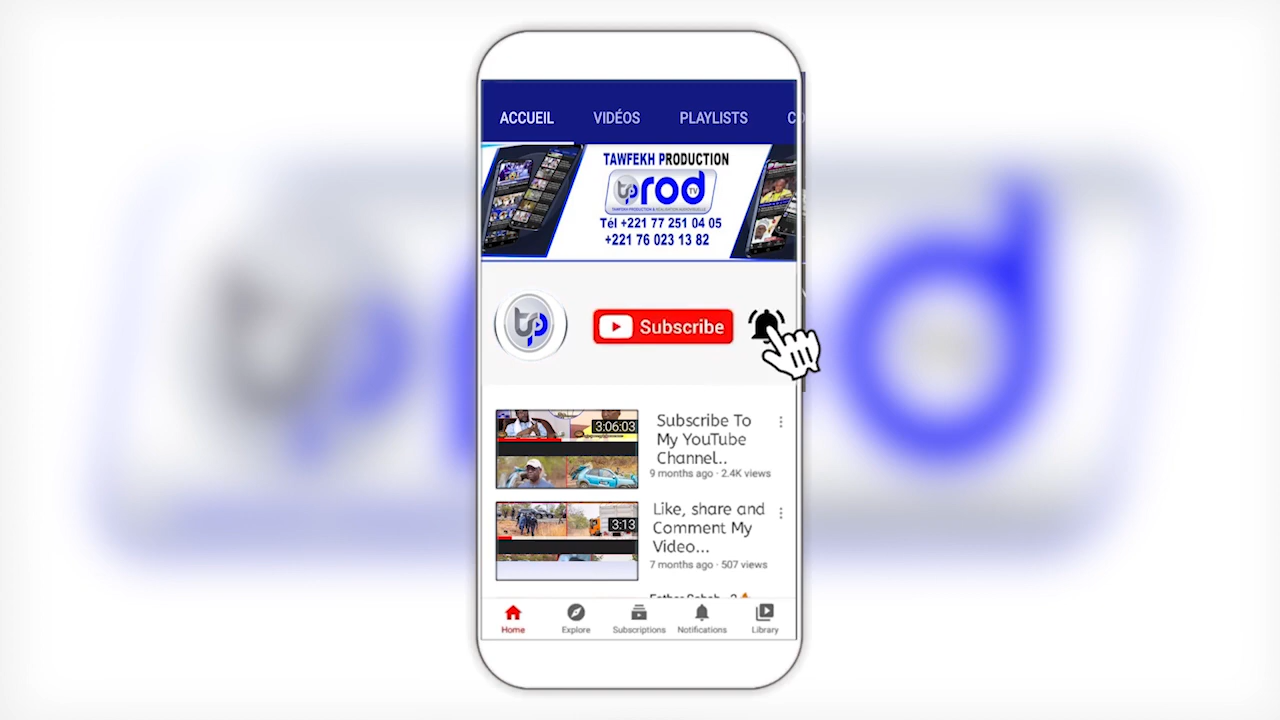 ACCUEIL VIDÉOS PLAYLISTS
TAWFEKH PRODUCTION
tprod TV
Tél +221 77 251 04 05
+221 76 023 13 82
tp
Subscribe
3:06:03
Subscribe To
My YouTube
Channel..
9 months ago · 2.4K views
3:13
Like, share and
Comment My
Video...
7 months ago · 507 views
Home Explore Subscriptions Notifications Library